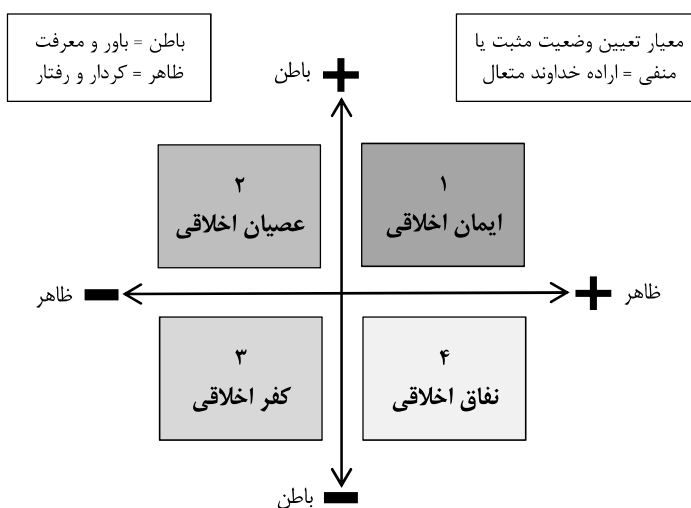 معیار تعیین وضعیت مثبت یا
منفی = اراده خداوند متعال
باطن = باور و معرفت
ظاهر = کردار و رفتار
باطن +
۱
ایمان اخلاقی
۲
عصیان اخلاقی
ظاهر +
ظاهر -
۳
کفر اخلاقی
۴
نفاق اخلاقی
باطن -